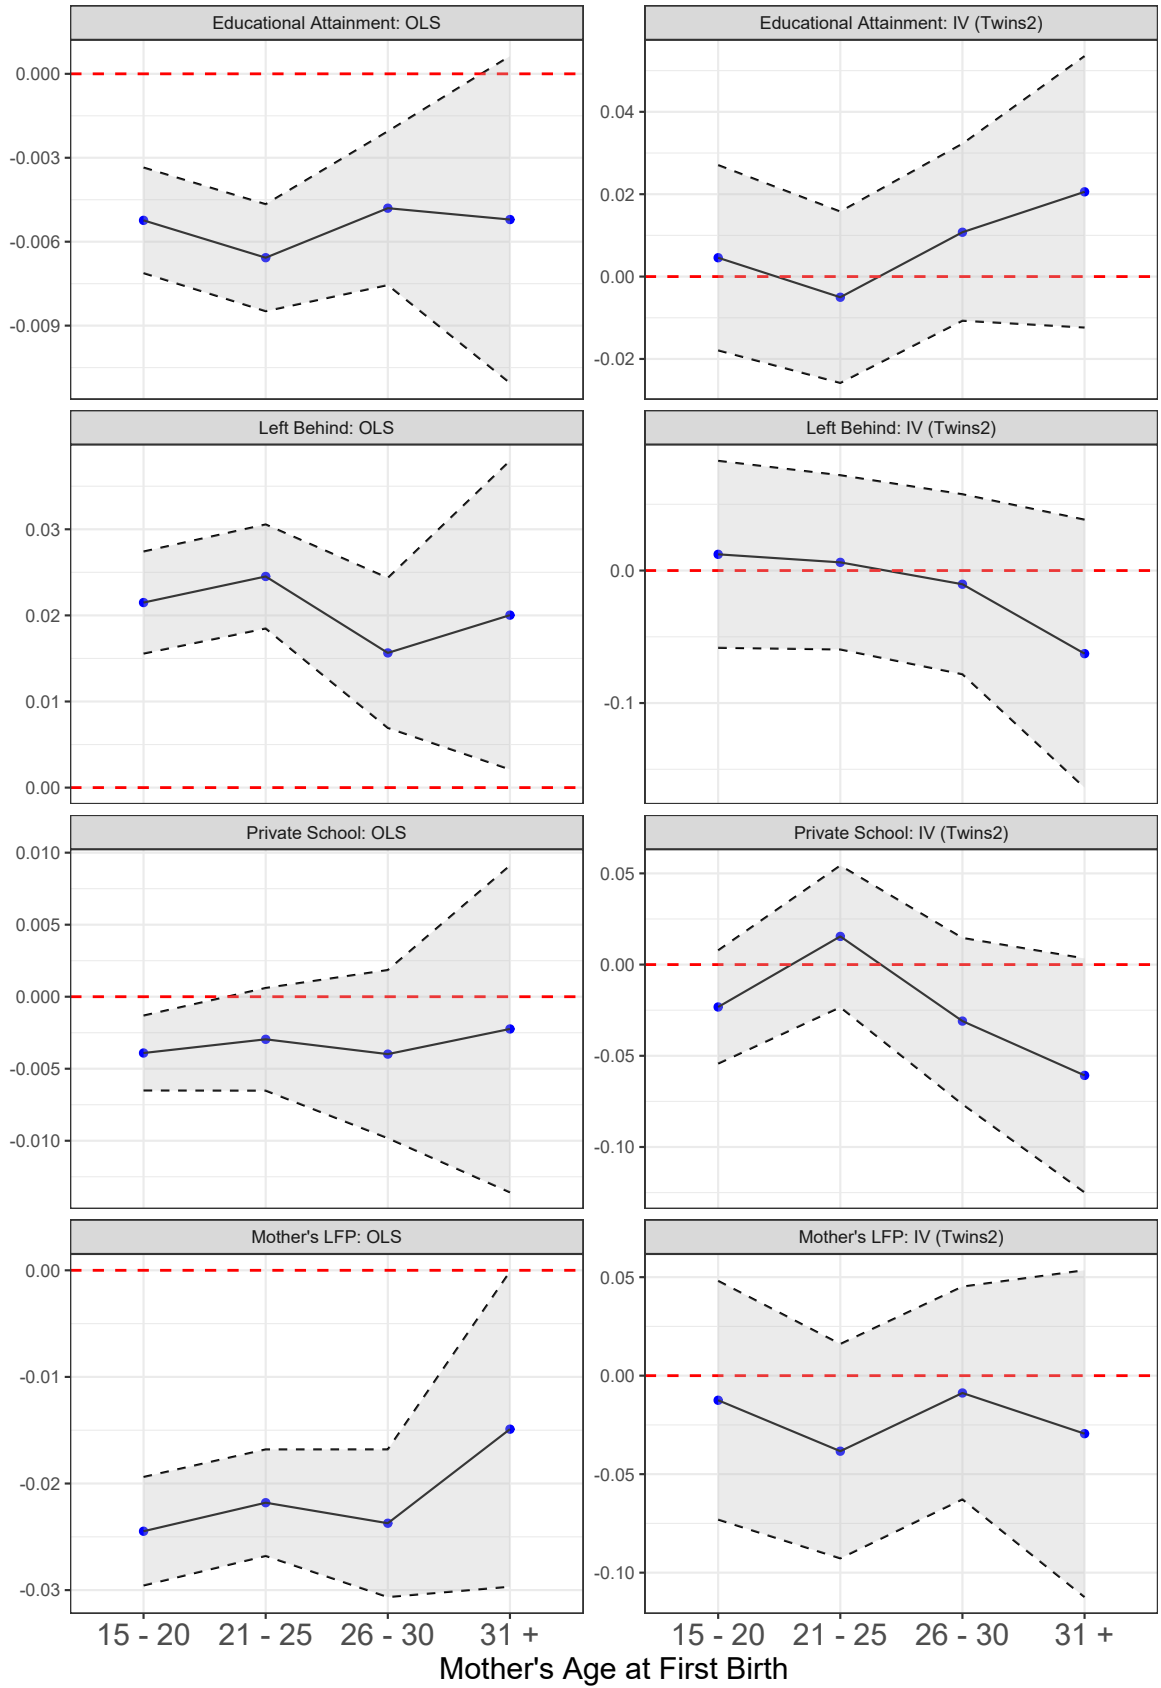 Educational Attainment: OLS
0.000
-0.003
-0.006
-0.009
Educational Attainment: IV (Twins2)
0.04
0.02
0.00
-0.02
Left Behind: OLS
0.03
0.02
0.01
0.00
Left Behind: IV (Twins2)
0.0
-0.1
Private School: OLS
0.010
0.005
0.000
-0.005
-0.010
Private School: IV (Twins2)
0.05
0.00
-0.05
-0.10
Mother's LFP: OLS
0.00
-0.01
-0.02
-0.03
Mother's LFP: IV (Twins2)
0.05
0.00
-0.05
-0.10
15 - 20 21 - 25 26 - 30 31 +
15 - 20 21 - 25 26 - 30 31 +
Mother's Age at First Birth